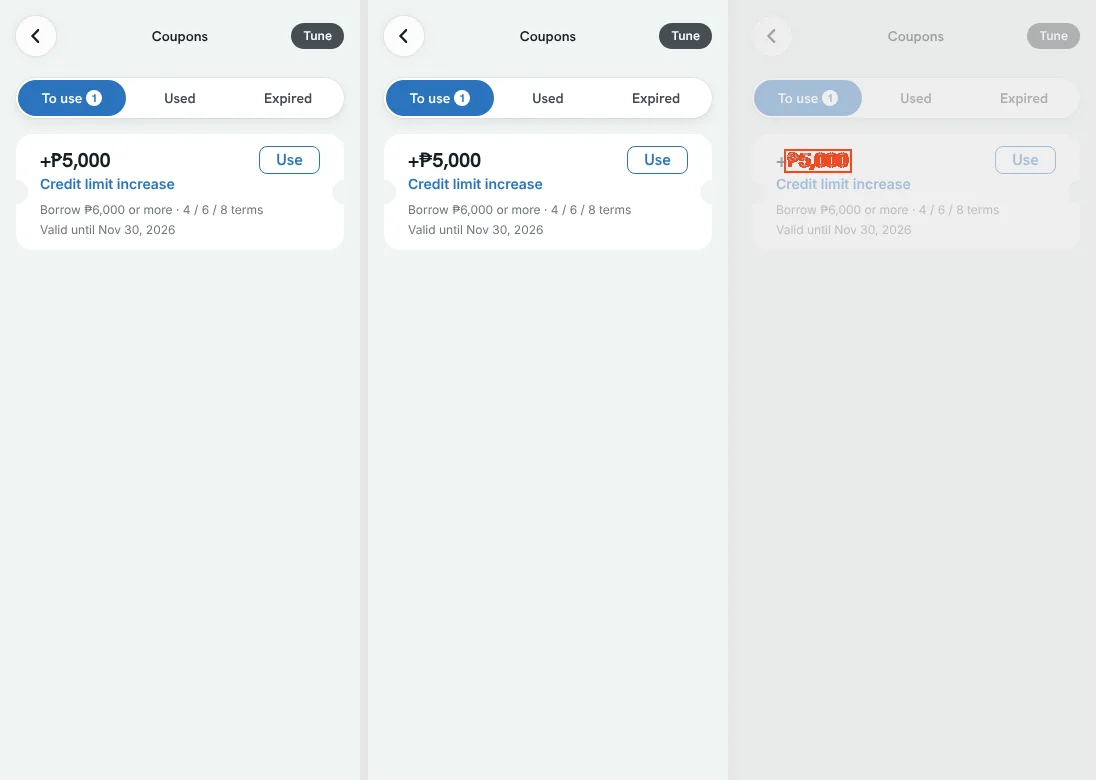 Coupons
Tune
To use 1
Used
Expired
+₱5,000
Use
Credit limit increase
Borrow ₱6,000 or more · 4 / 6 / 8 terms
Valid until Nov 30, 2026
Coupons
Tune
To use 1
Used
Expired
+₱5,000
Use
Credit limit increase
Borrow ₱6,000 or more · 4 / 6 / 8 terms
Valid until Nov 30, 2026
Coupons
Tune
To use 1
Used
Expired
+₱5,000
Use
Credit limit increase
Borrow ₱6,000 or more · 4 / 6 / 8 terms
Valid until Nov 30, 2026